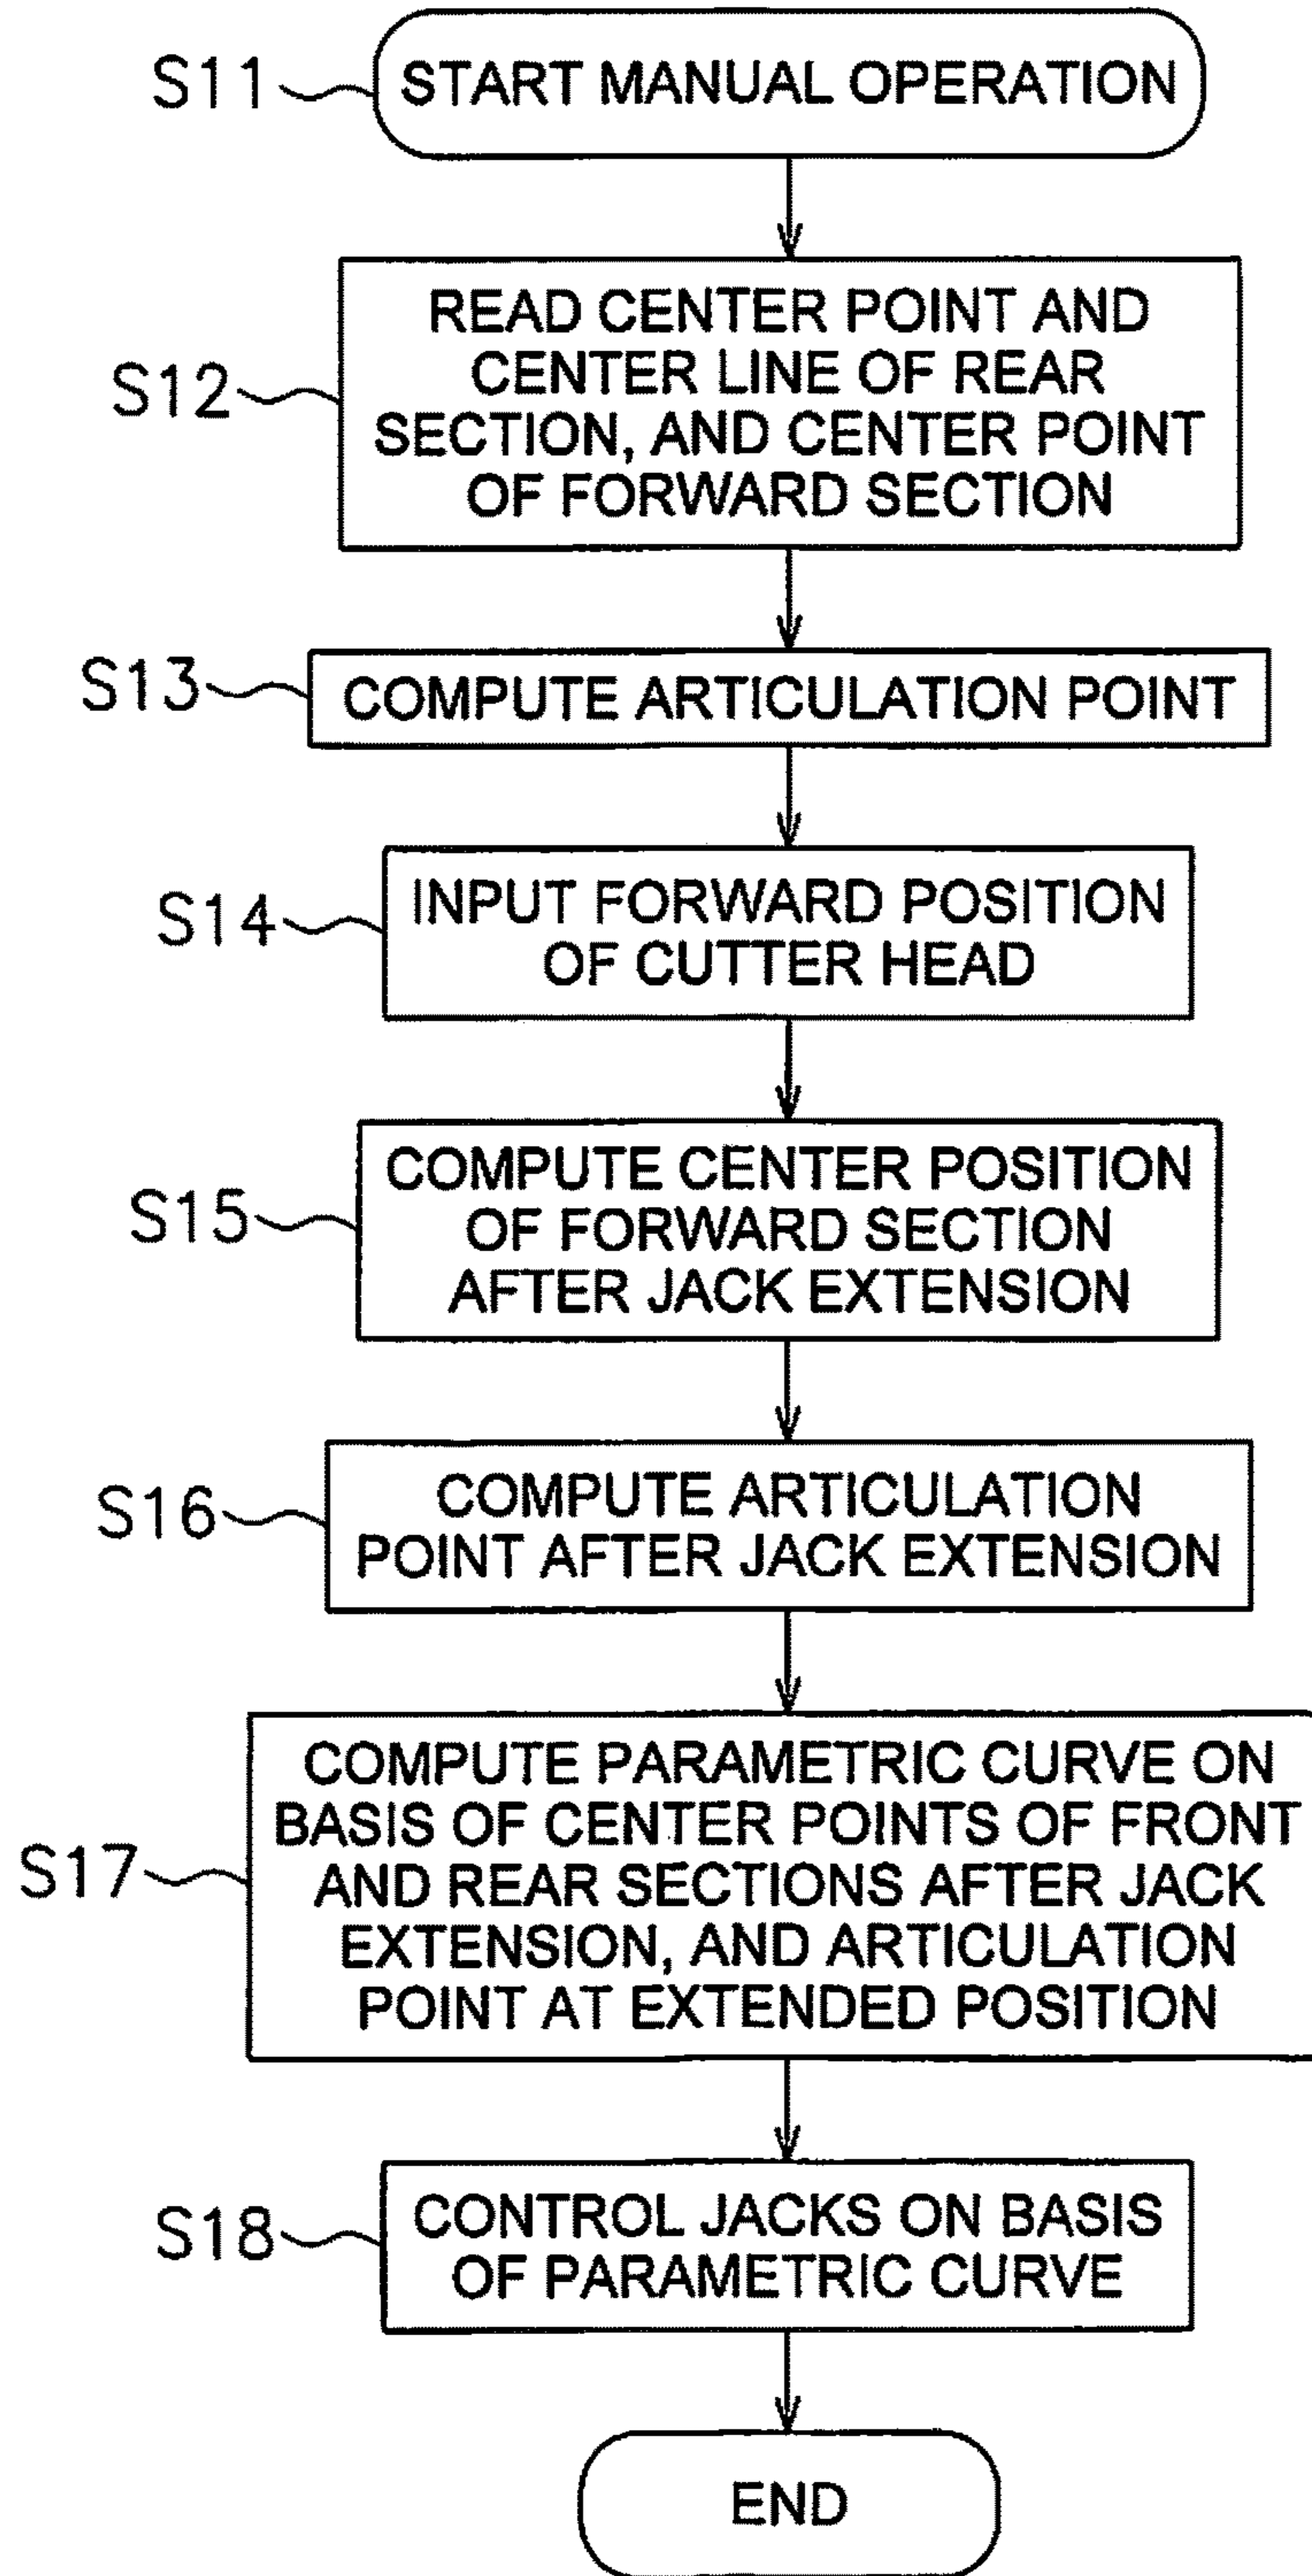 S11
START MANUAL OPERATION
READ CENTER POINT AND
CENTER LINE OF REAR
S12
SECTION, AND CENTER POINT
OF FORWARD SECTION
S13
COMPUTE ARTICULATION POINT
S14
INPUT FORWARD POSITION
OF CUTTER HEAD
COMPUTE CENTER POSITION
S15
OF FORWARD SECTION
AFTER JACK EXTENSION
S16
COMPUTE ARTICULATION
POINT AFTER JACK EXTENSION
COMPUTE PARAMETRIC CURVE ON
BASIS OF CENTER POINTS OF FRONT
S17
AND REAR SECTIONS AFTER JACK
EXTENSION, AND ARTICULATION
POINT AT EXTENDED POSITION
S18
CONTROL JACKS ON BASIS
OF PARAMETRIC CURVE
END